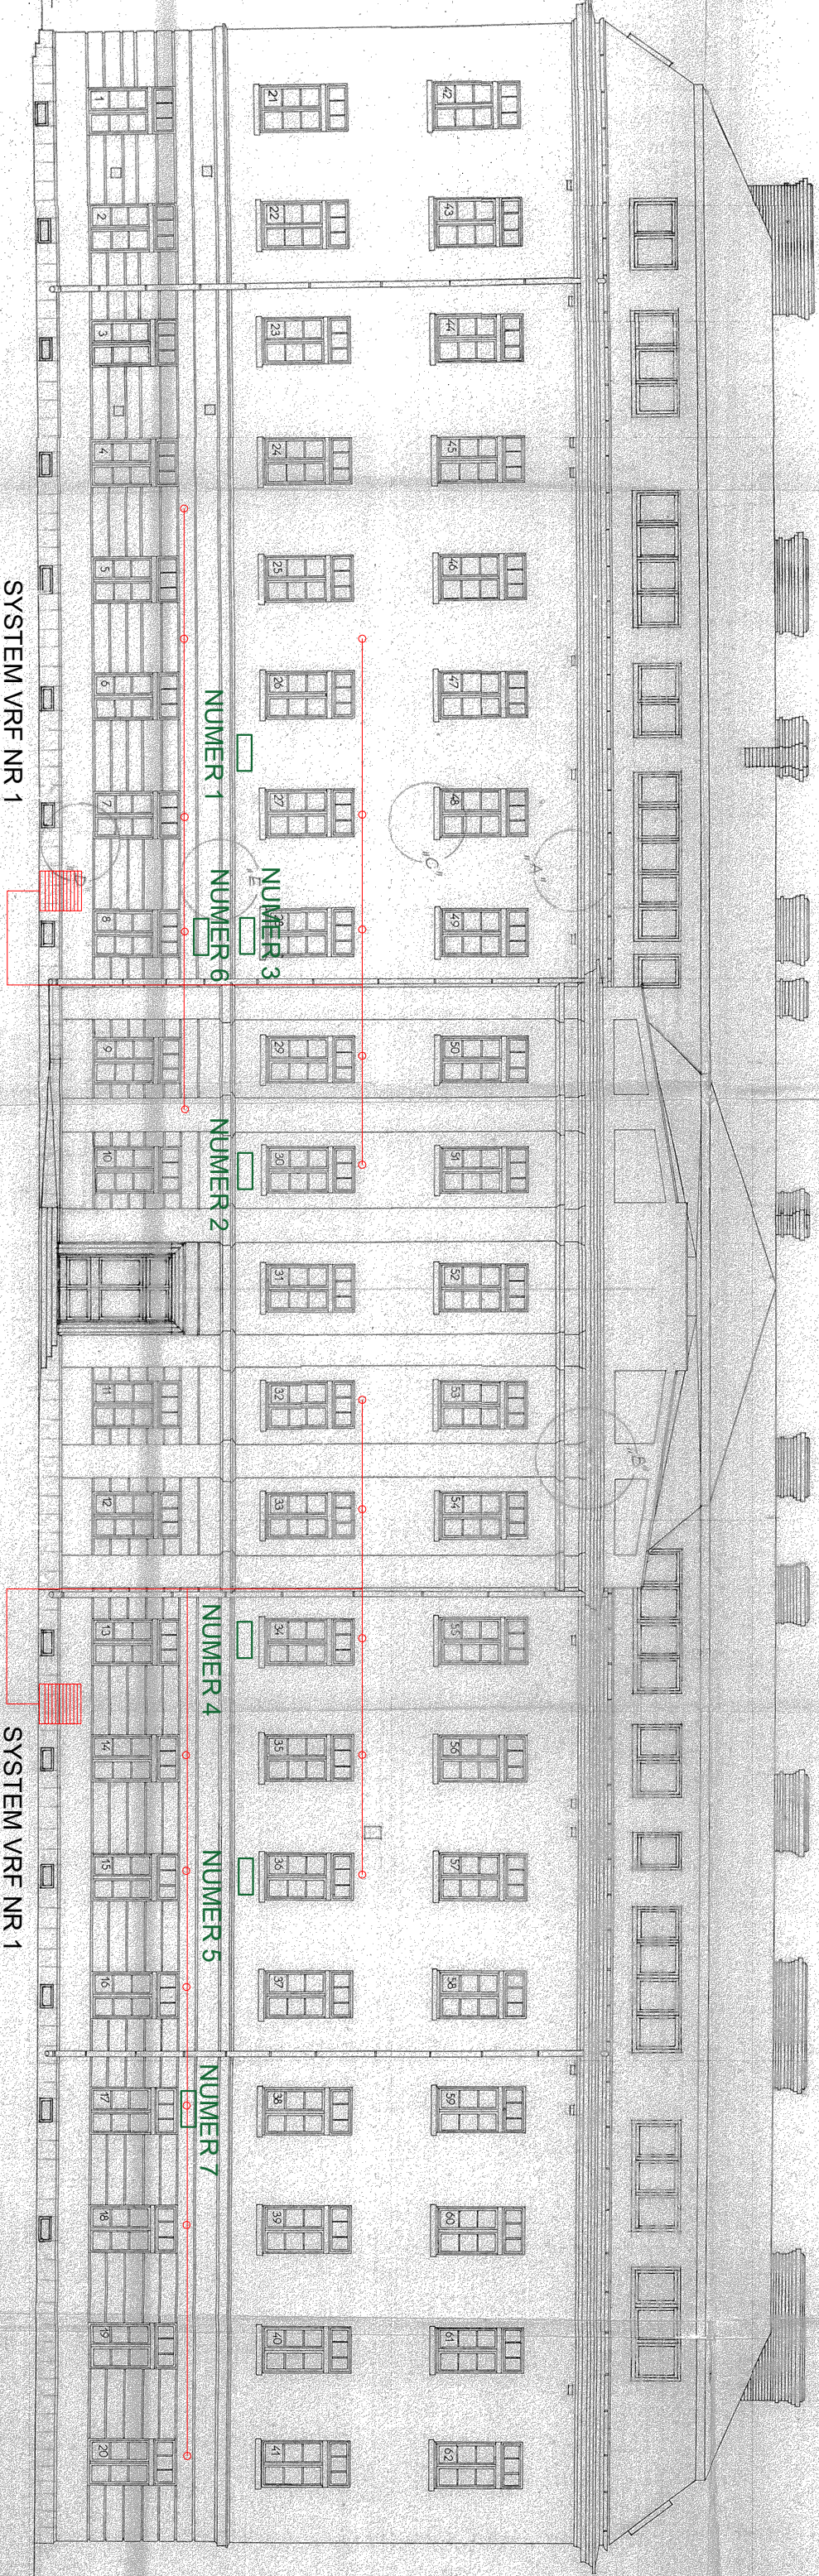 42 43 44 45 46 47 48 49 50 51 52 53 54 55 56 57 58 59 60 61 62
"A"
"B"
"C"
21 22 23 24 25 26 27 28 29 30 31 32 33 34 35 36 37 38 39 40 41
"E"
NUMER 1
NUMER 3
NUMER 6
NUMER 2
NUMER 4
NUMER 5
NUMER 7
1 2 3 4 5 6 7 8 9 10 11 12 13 14 15 16 17 18 19 20
"D"
SYSTEM VRF NR 1
SYSTEM VRF NR 1